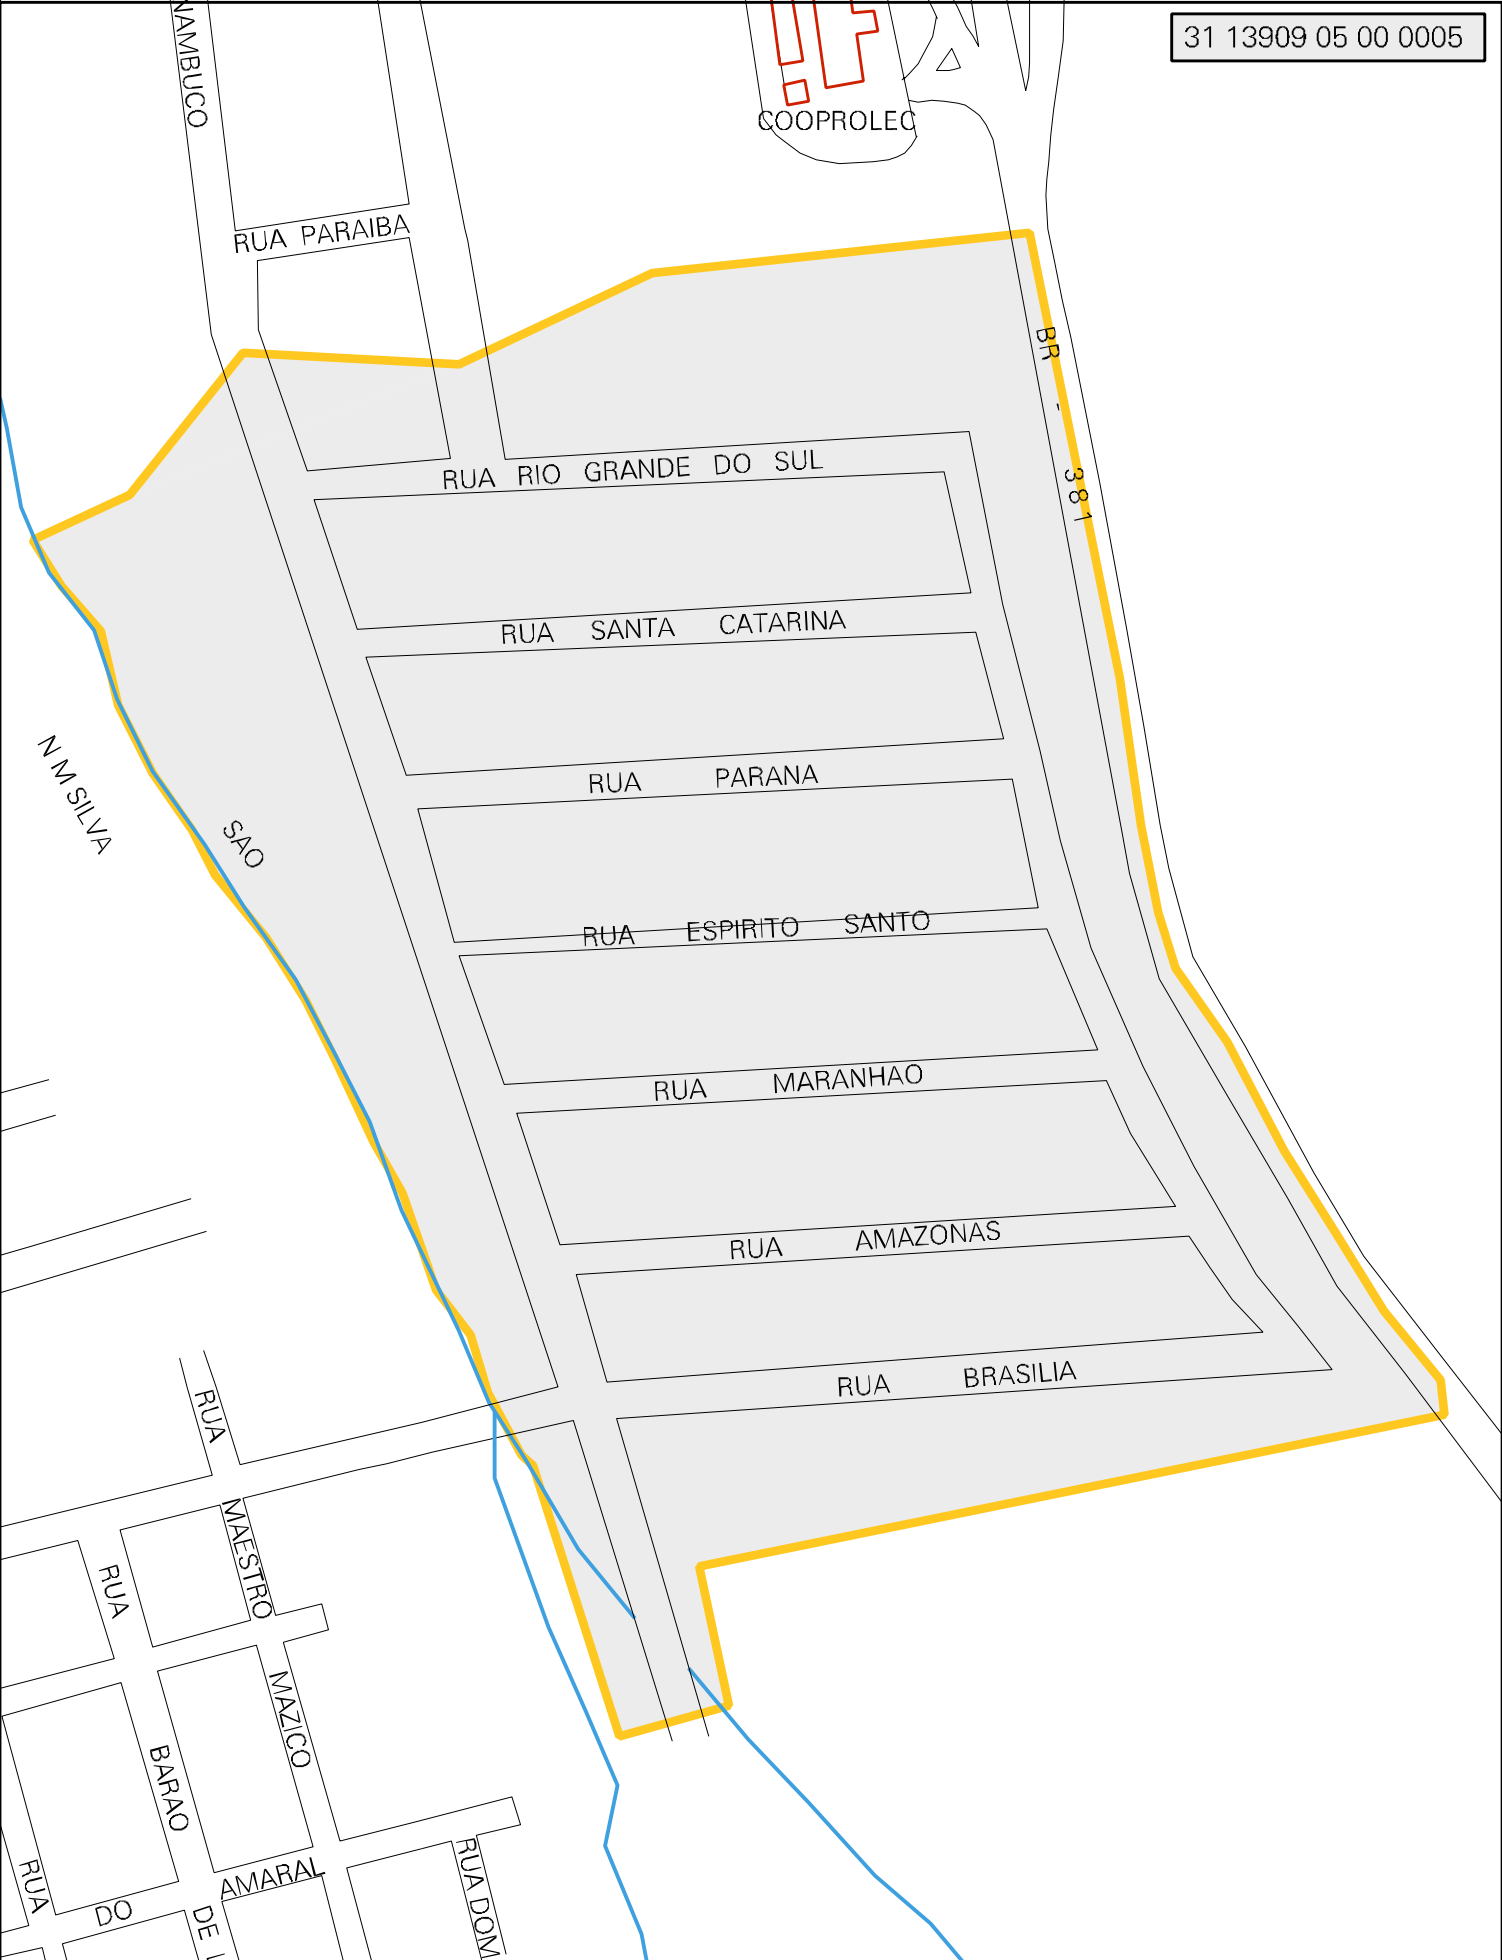 31 13909 05 00 0005
NAMBUCO
COOPROLEC
RUA PARAIBA
BR - 381
RUA RIO GRANDE DO SUL
RUA SANTA CATARINA
N M SILVA
RUA PARANA
SAO
RUA ESPIRITO SANTO
RUA MARANHAO
RUA AMAZONAS
RUA BRASILIA
RUA MAESTRO MAZICO
RUA BARAO DE
RUA
DO AMARAL
RUA DOM